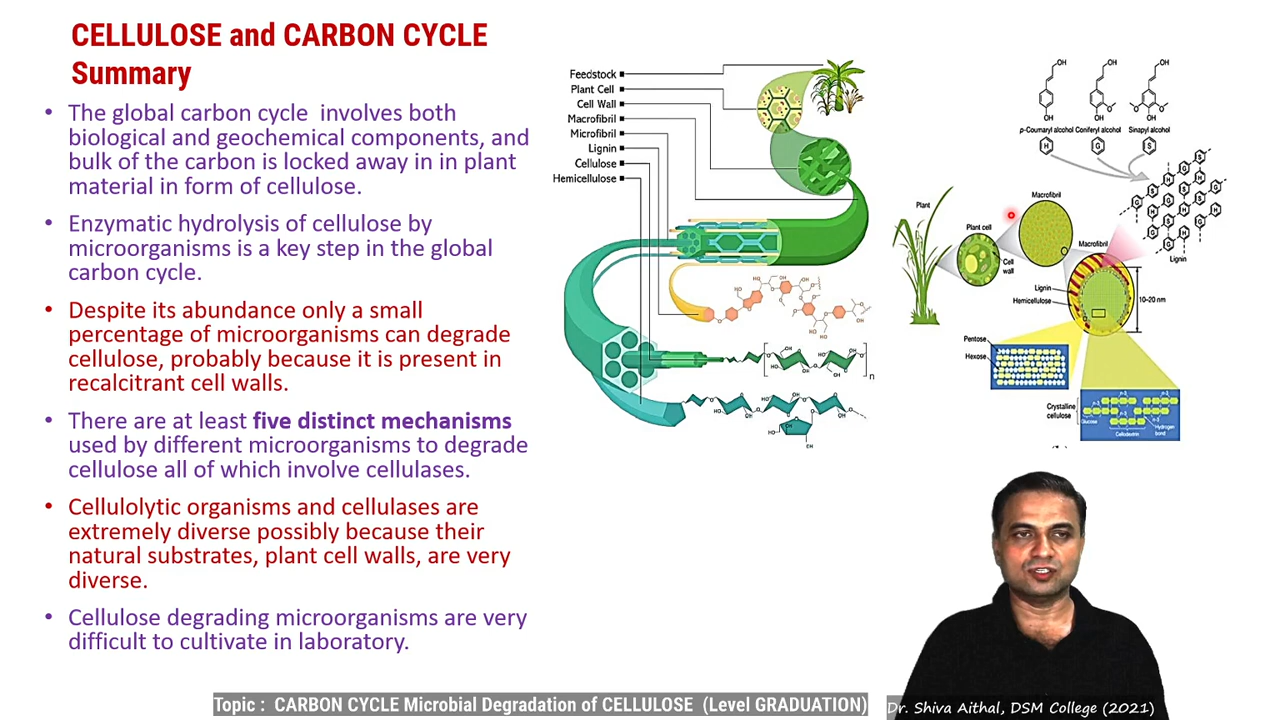 CELLULOSE and CARBON CYCLE
Summary
• The global carbon cycle involves both
biological and geochemical components, and
bulk of the carbon is locked away in in plant
material in form of cellulose.
• Enzymatic hydrolysis of cellulose by
microorganisms is a key step in the global
carbon cycle.
• Despite its abundance only a small
percentage of microorganisms can degrade
cellulose, probably because it is present in
recalcitrant cell walls.
• There are at least five distinct mechanisms
used by different microorganisms to degrade
cellulose all of which involve cellulases.
• Cellulolytic organisms and cellulases are
extremely diverse possibly because their
natural substrates, plant cell walls, are very
diverse.
• Cellulose degrading microorganisms are very
difficult to cultivate in laboratory.
Feedstock
Plant Cell
Cell Wall
Macrofibril
Microfibril
Lignin
Cellulose
Hemicellulose
n
OH
OH
OH
OH
OH
OH
p-Coumaryl alcohol
Coniferyl alcohol
Sinapyl alcohol
H
G
S
Lignin
Plant
Plant cell
Cell
wall
Macrofibril
Macrofibril
Lignin
Hemicellulose
10–20 nm
Pentose
Hexose
Crystalline
cellulose
Glucose
Cellodextrin
Hydrogen
bond
Topic : CARBON CYCLE Microbial Degradation of CELLULOSE (Level GRADUATION)
Dr. Shiva Aithal, DSM College (2021)